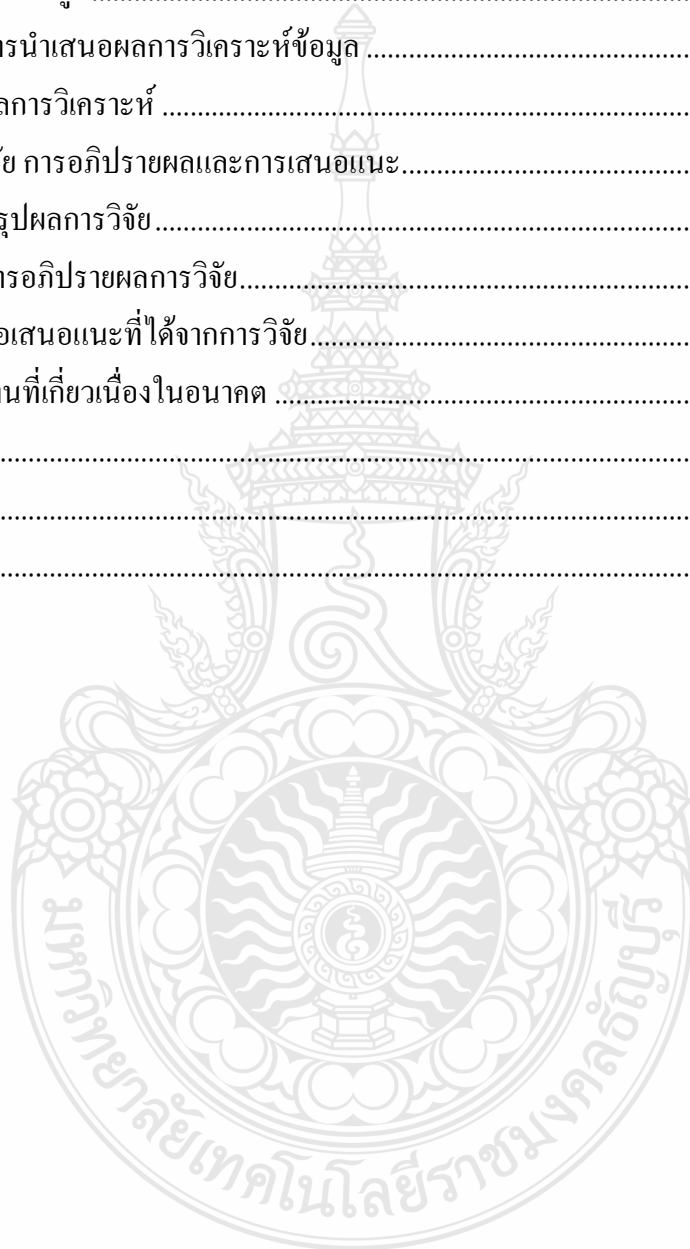 ารนำเสนอผลการวิเคราะห์ข้อมูล ........................................
ลการวิเคราะห์ ........................................
ัย การอภิปรายผลและการเสนอแนะ........................................
รุปผลการวิจัย........................................
ารอภิปรายผลการวิจัย........................................
อเสนอแนะที่ได้จากการวิจัย........................................
านที่เกี่ยวเนื่องในอนาคต ........................................
มหาวิทยาลัยเทคโนโลยีราชมงคลธัญบุรี